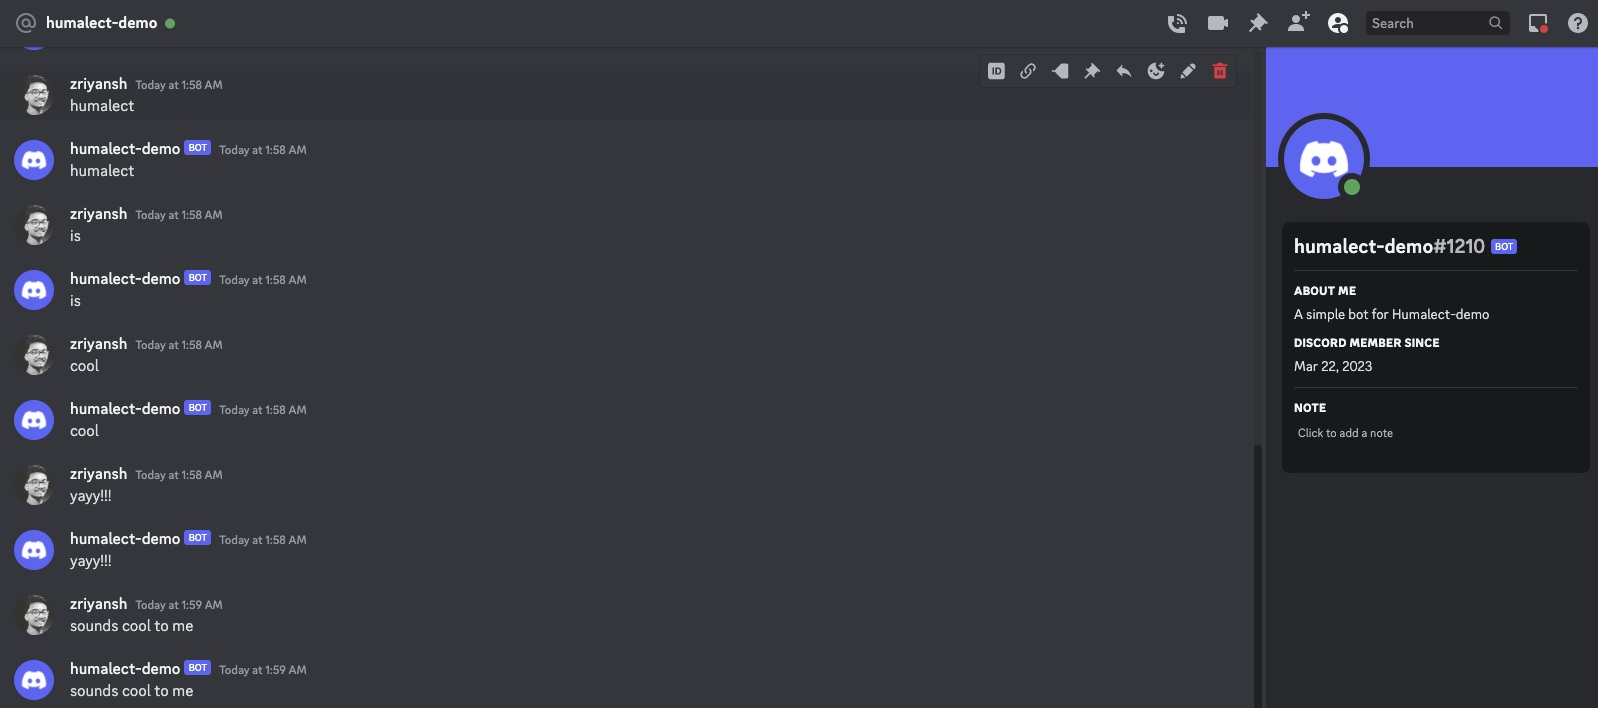 humalect-demo
Search
zriyansh Today at 1:58 AM
humalect
ID
humalect-demo BOT Today at 1:58 AM
humalect
zriyansh Today at 1:58 AM
is
humalect-demo BOT Today at 1:58 AM
is
zriyansh Today at 1:58 AM
cool
humalect-demo BOT Today at 1:58 AM
cool
zriyansh Today at 1:58 AM
yayy!!!
humalect-demo BOT Today at 1:58 AM
yayy!!!
zriyansh Today at 1:59 AM
sounds cool to me
humalect-demo BOT Today at 1:59 AM
sounds cool to me
humalect-demo#1210 BOT
ABOUT ME
A simple bot for Humalect-demo
DISCORD MEMBER SINCE
Mar 22, 2023
NOTE
Click to add a note